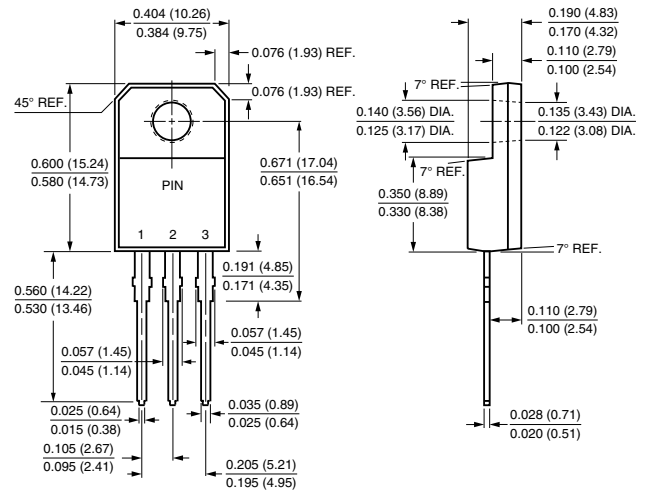 0.404 (10.26)
0.384 (9.75)
0.076 (1.93) REF.
0.076 (1.93) REF.
45° REF.
0.600 (15.24)
0.580 (14.73)
0.671 (17.04)
0.651 (16.54)
PIN
1 2 3
0.560 (14.22)
0.530 (13.46)
0.191 (4.85)
0.171 (4.35)
0.057 (1.45)
0.045 (1.14)
0.057 (1.45)
0.045 (1.14)
0.025 (0.64)
0.015 (0.38)
0.035 (0.89)
0.025 (0.64)
0.105 (2.67)
0.095 (2.41)
0.205 (5.21)
0.195 (4.95)
0.190 (4.83)
0.170 (4.32)
0.110 (2.79)
0.100 (2.54)
7° REF.
0.140 (3.56) DIA.
0.125 (3.17) DIA.
0.135 (3.43) DIA.
0.122 (3.08) DIA.
7° REF.
0.350 (8.89)
0.330 (8.38)
7° REF.
0.110 (2.79)
0.100 (2.54)
0.028 (0.71)
0.020 (0.51)